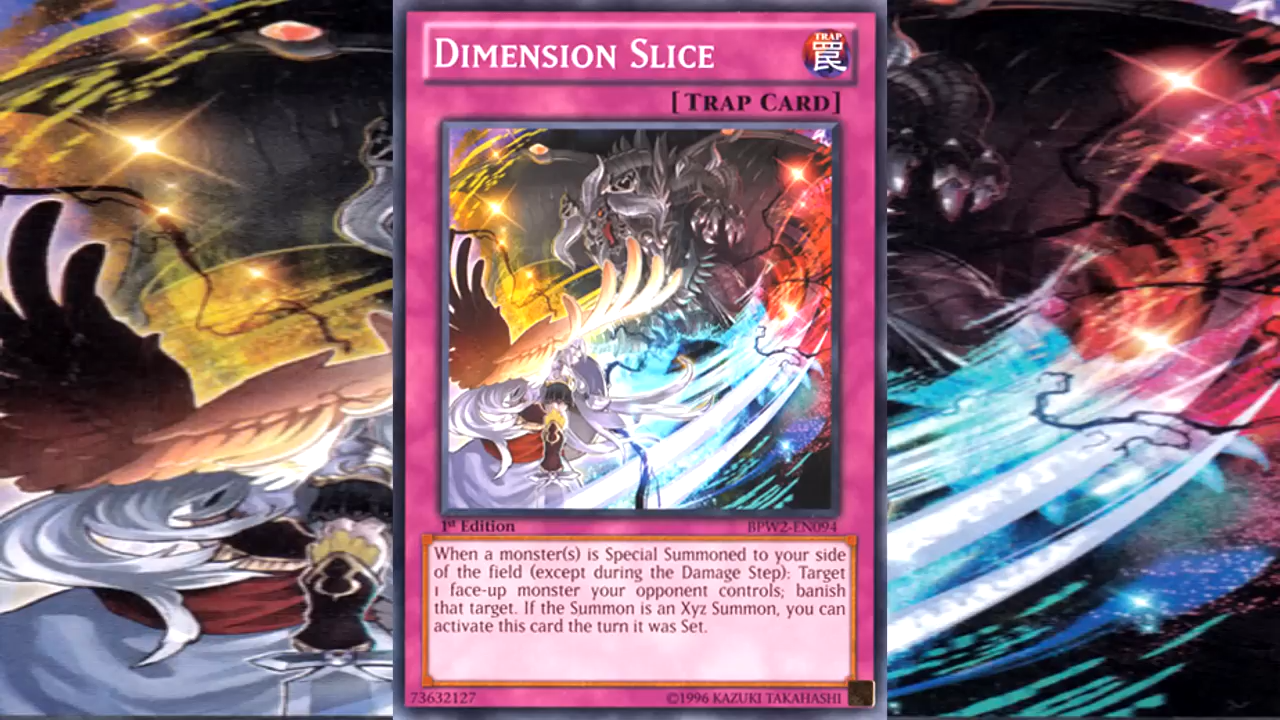 DIMENSION SLICE
TRAP
罠
[TRAP CARD]
1st Edition
BPW2-EN094
When a monster(s) is Special Summoned to your side
of the field (except during the Damage Step): Target
1 face-up monster your opponent controls; banish
that target. If the Summon is an Xyz Summon, you can
activate this card the turn it was Set.
73632127
©1996 KAZUKI TAKAHASHI